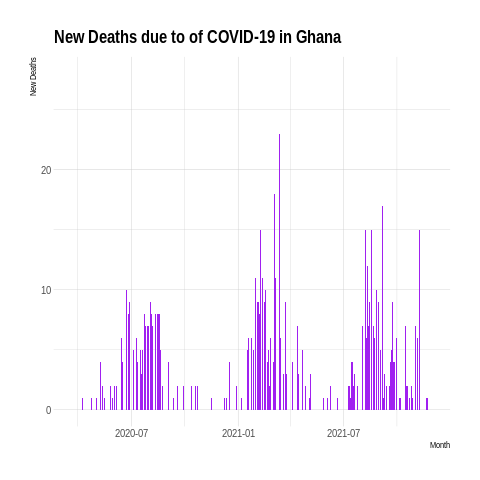 New Deaths due to of COVID-19 in Ghana
New Deaths
20
10
0
2020-07
2021-01
2021-07
Month